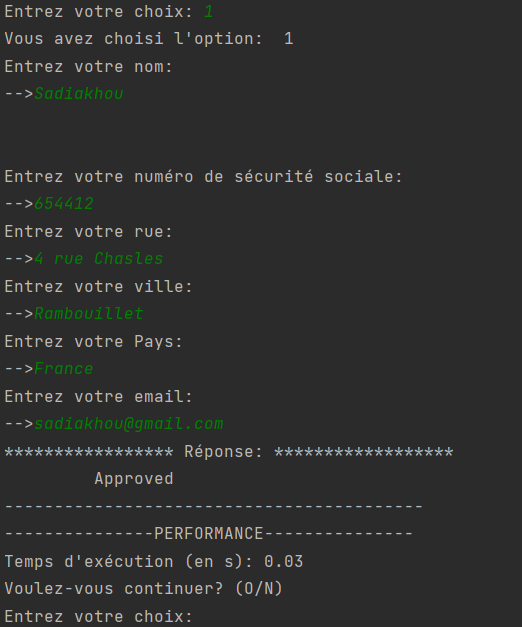 Entrez votre choix: 1
Vous avez choisi l'option:  1
Entrez votre nom:
-->Sadiakhou
Entrez votre numéro de sécurité sociale:
-->654412
Entrez votre rue:
-->4 rue Chasles
Entrez votre ville:
-->Rambouillet
Entrez votre Pays:
-->France
Entrez votre email:
-->sadiakhou@gmail.com
***************** Réponse: ******************
         Approved
------------------------------------------
---------------PERFORMANCE---------------
Temps d'exécution (en s): 0.03
Voulez-vous continuer? (O/N)
Entrez votre choix: